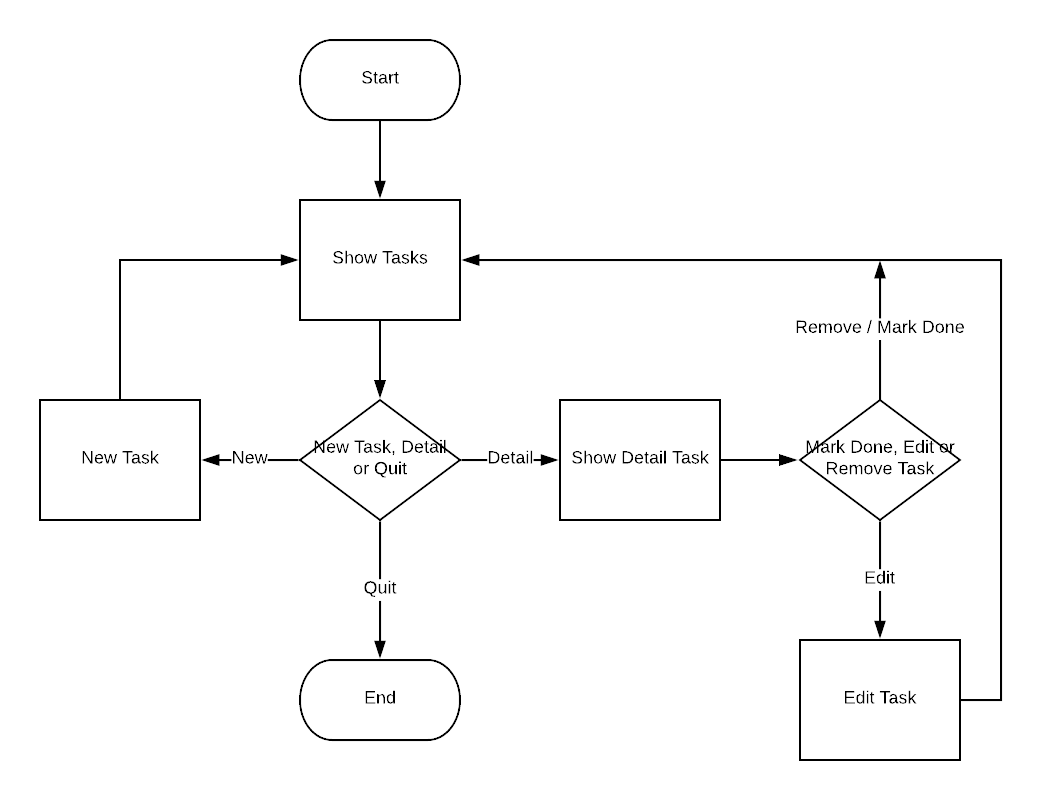 Start
Show Tasks
Remove / Mark Done
New Task
New
New Task, Detail
or Quit
Detail
Show Detail Task
Mark Done, Edit or
Remove Task
Quit
Edit
End
Edit Task